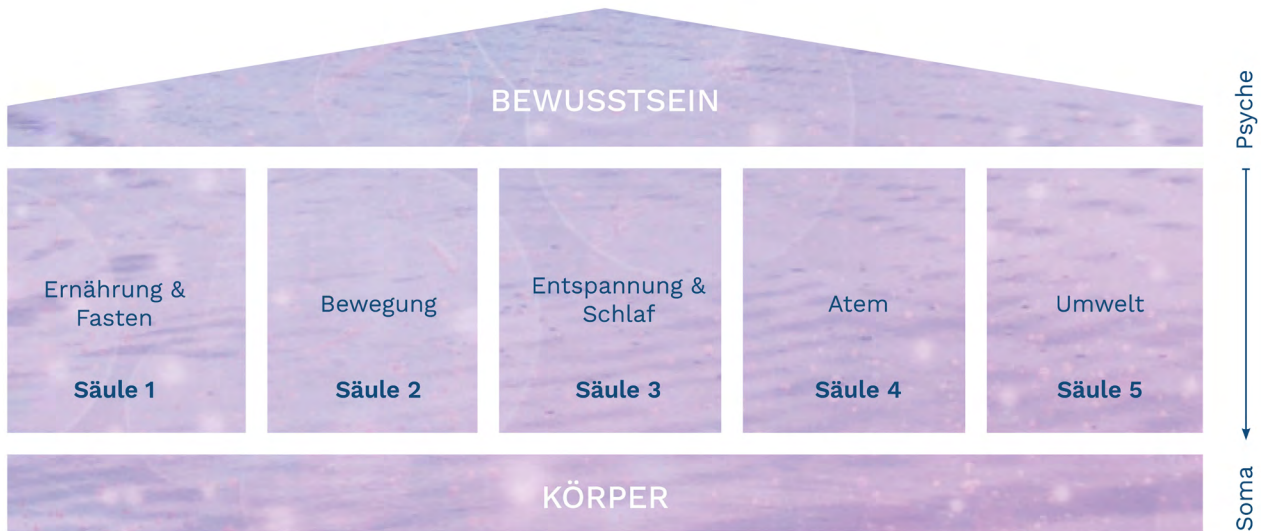 BEWUSSTSEIN
Psyche
Ernährung &
Fasten
Säule 1
Bewegung
Säule 2
Entspannung &
Schlaf
Säule 3
Atem
Säule 4
Umwelt
Säule 5
KÖRPER
Soma